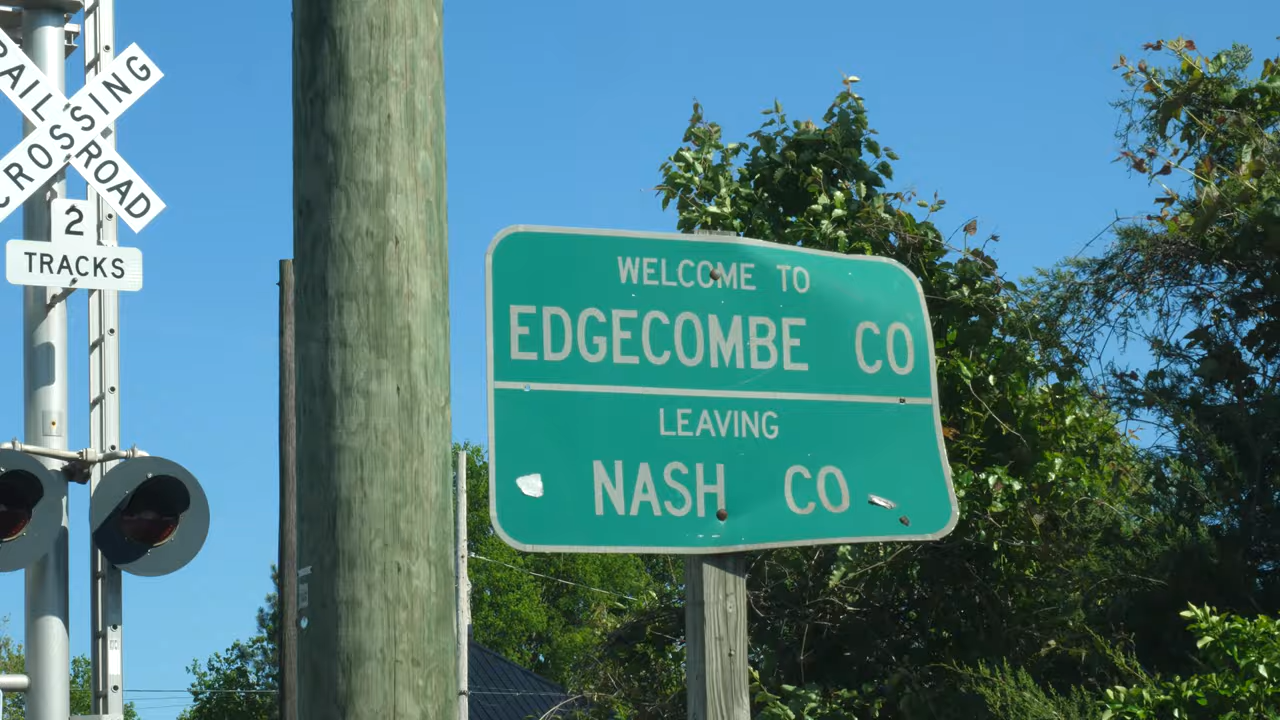 RAILROAD
CROSSING
2
TRACKS
WELCOME TO
EDGECOMBE CO
LEAVING
NASH CO